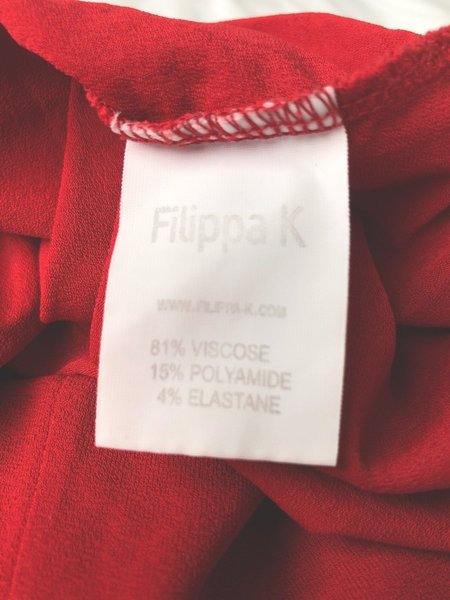 Filippa K
WWW.FILIPPA-K.COM
81% VISCOSE
15% POLYAMIDE
4% ELASTANE